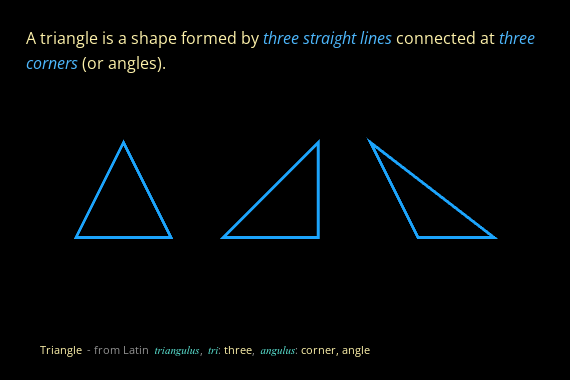 A triangle is a shape formed by three straight lines connected at three
corners (or angles).
Triangle - from Latin triangulus, tri: three, angulus: corner, angle